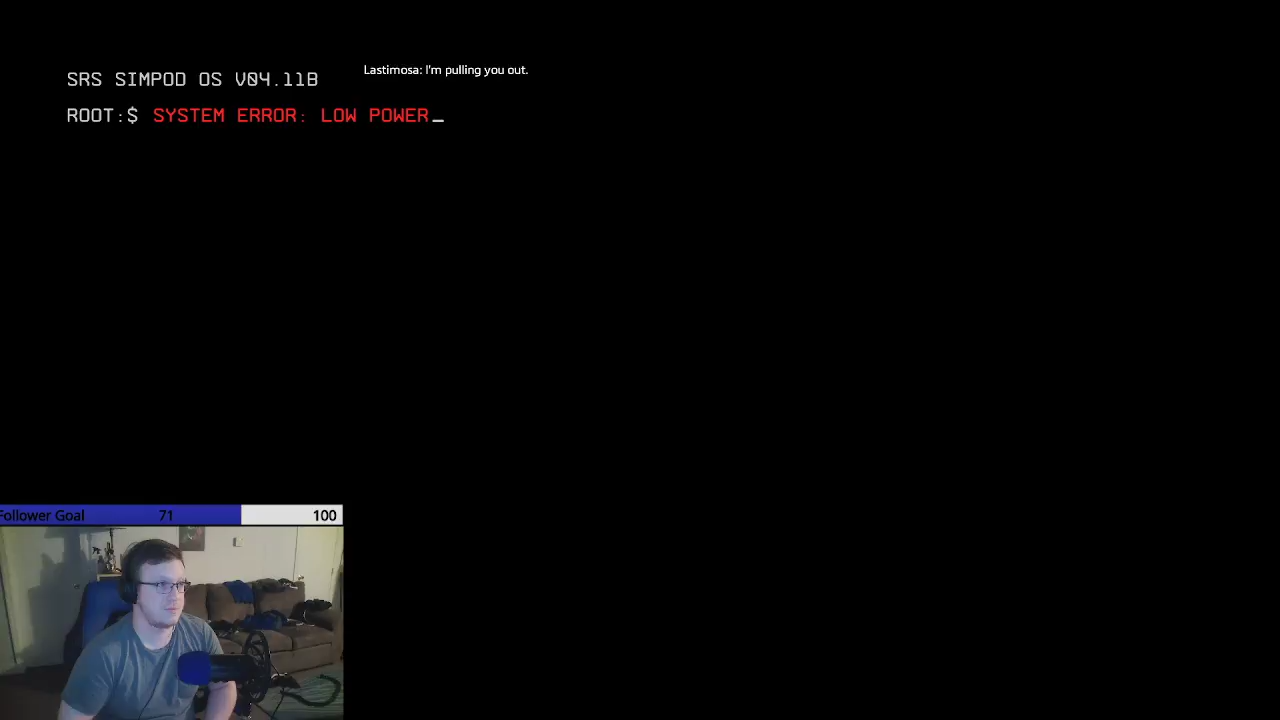 Lastimosa: I'm pulling you out.
SRS SIMPOD OS V04.11B
ROOT:$ SYSTEM ERROR: LOW POWER_
Follower Goal 71 100